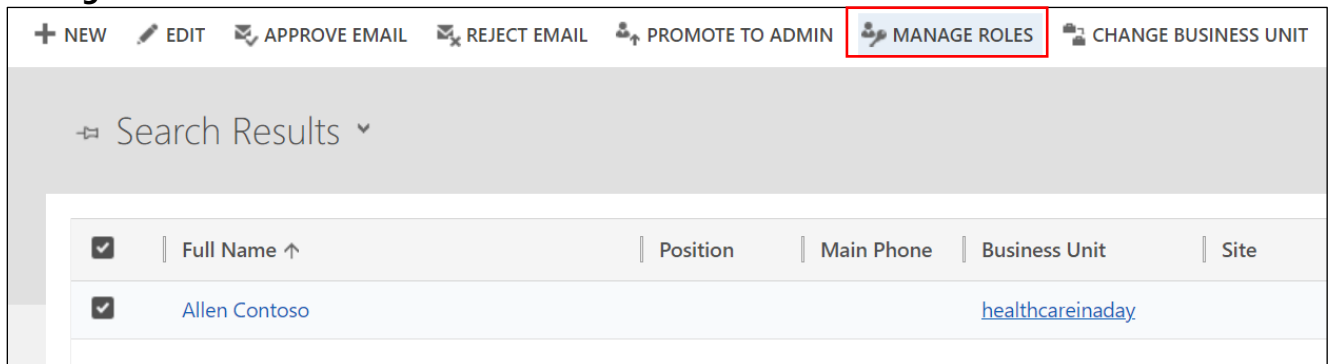 NEW EDIT APPROVE EMAIL REJECT EMAIL PROMOTE TO ADMIN MANAGE ROLES CHANGE BUSINESS UNIT
Search Results
Full Name ↑ Position Main Phone Business Unit Site
Allen Contoso healthcareinaday